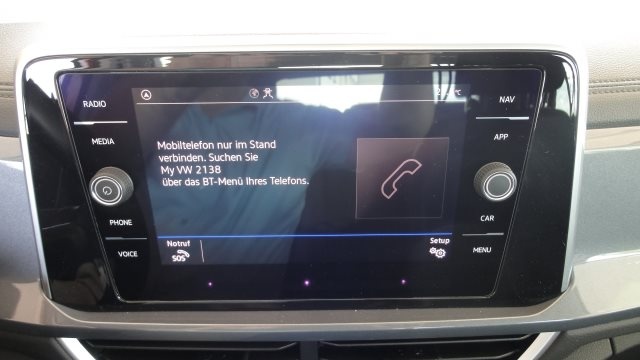 RADIO
MEDIA
PHONE
VOICE
Mobiltelefon nur im Stand
verbinden. Suchen Sie
My VW 2138
über das BT-Menü Ihres Telefons.
Notruf
SOS
Setup
NAV
APP
CAR
MENU